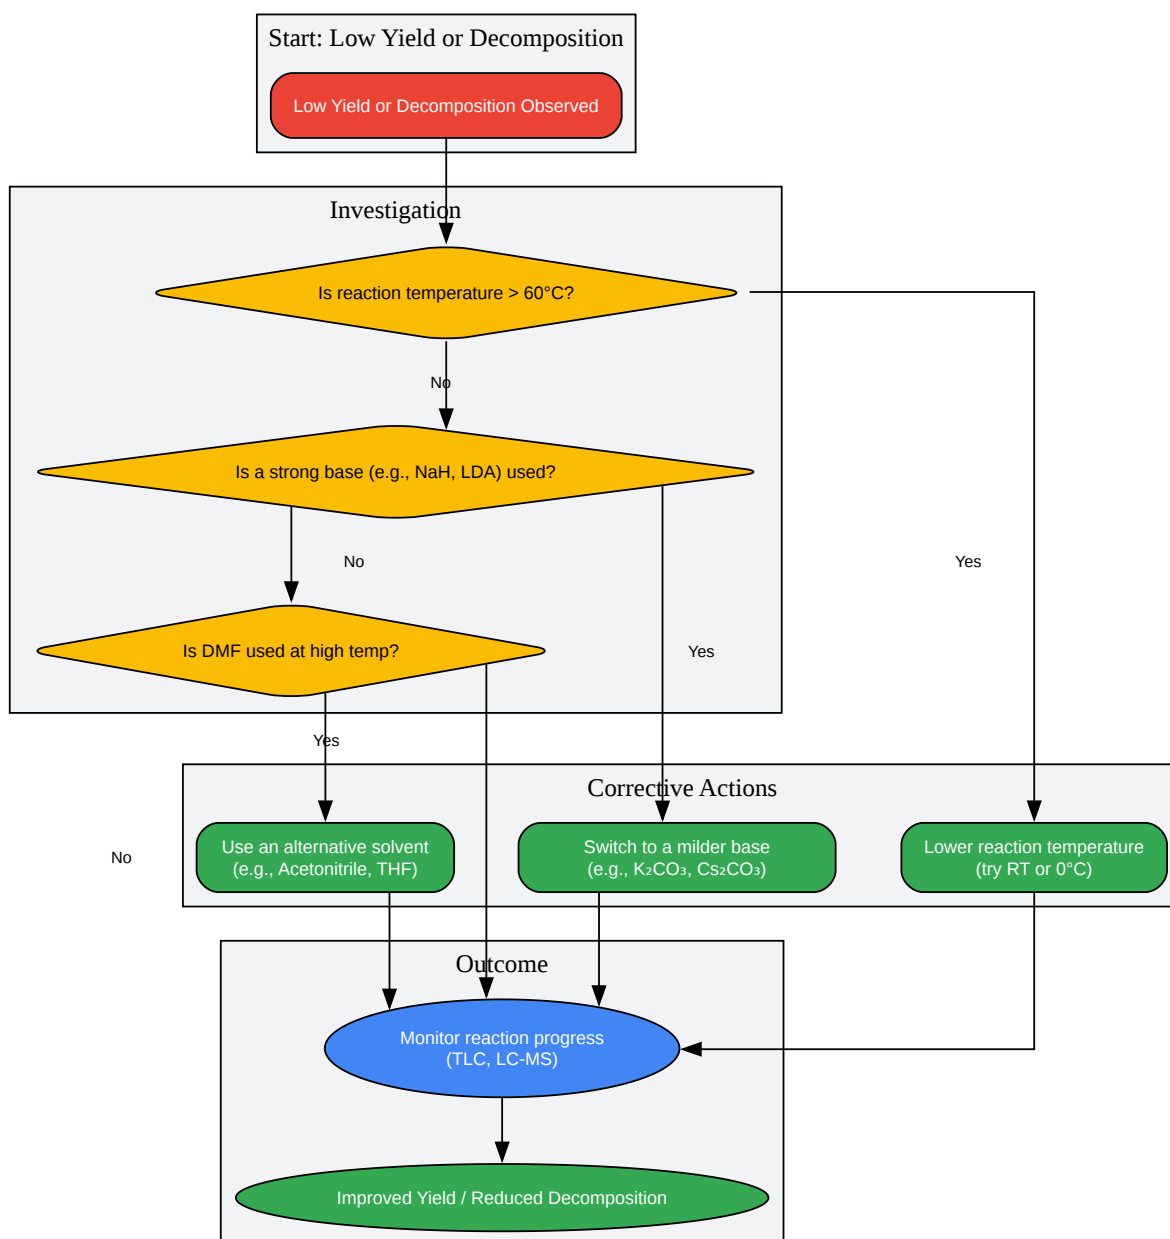 Start: Low Yield or Decomposition
Low Yield or Decomposition Observed
Investigation
Is reaction temperature > 60°C?
No
Is a strong base (e.g., NaH, LDA) used?
No
Yes
Is DMF used at high temp?
Yes
Yes
Corrective Actions
Use an alternative solvent
(e.g., Acetonitrile, THF)
Switch to a milder base
(e.g., K₂CO₃, Cs₂CO₃)
Lower reaction temperature
(try RT or 0°C)
No
Outcome
Monitor reaction progress
(TLC, LC-MS)
Improved Yield / Reduced Decomposition